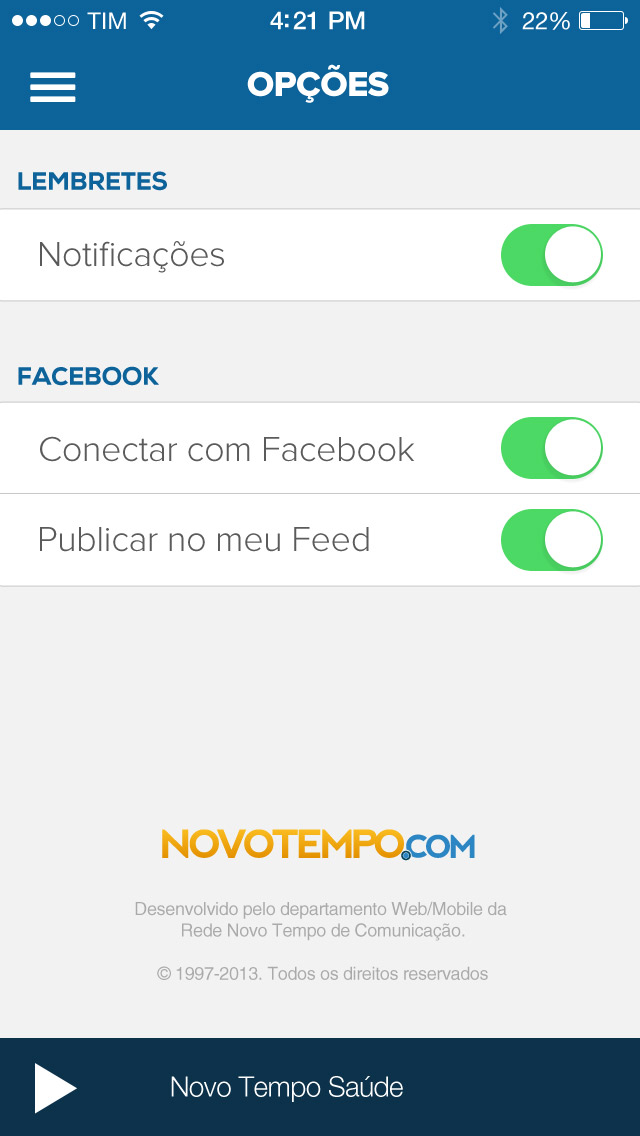 TIM 4:21 PM 22%
OPÇÕES
LEMBRETES
Notificações
FACEBOOK
Conectar com Facebook
Publicar no meu Feed
NOVOTEMPO.COM
Desenvolvido pelo departamento Web/Mobile da
Rede Novo Tempo de Comunicação.
© 1997-2013. Todos os direitos reservados
Novo Tempo Saúde